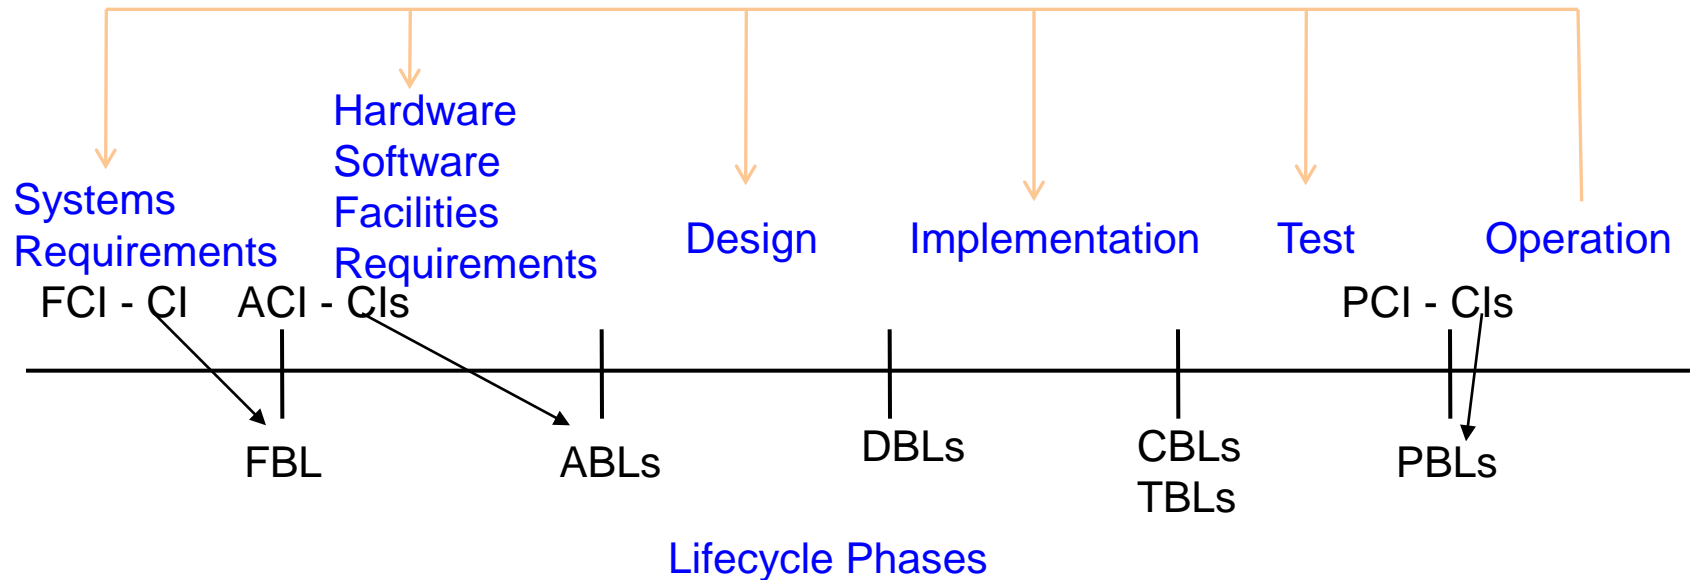 Systems
Requirements
Hardware
Software
Facilities
Requirements
Design
Implementation
Test
Operation
FCI - CI
ACI - CIs
PCI - CIs
FBL
ABLs
DBLs
CBLs
TBLs
PBLs
Lifecycle Phases